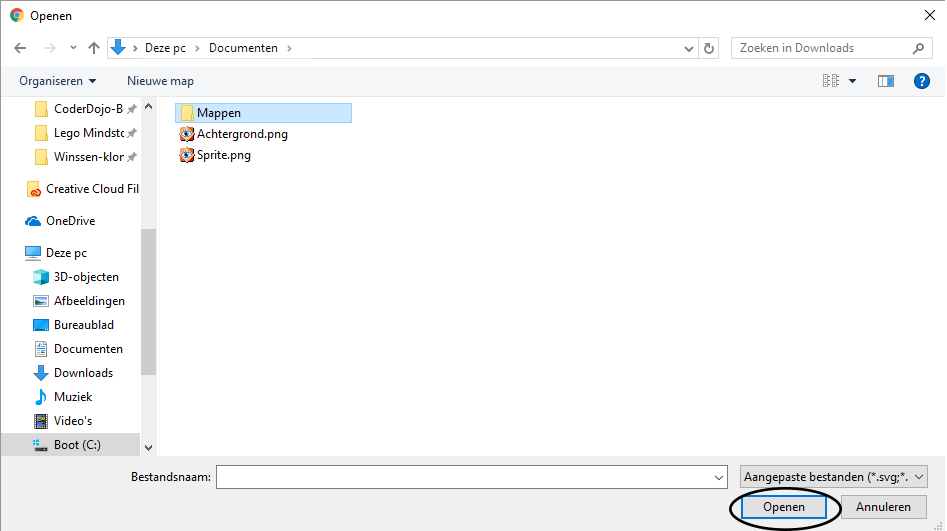 Openen
Deze pc
Documenten
Zoeken in Downloads
Organiseren
Nieuwe map
CoderDojo-B
Lego Mindsto
Winssen-klor
Creative Cloud Fil
OneDrive
Deze pc
3D-objecten
Afbeeldingen
Bureaublad
Documenten
Downloads
Muziek
Video's
Boot (C:)
Mappen
Achtergrond.png
Sprite.png
Bestandsnaam:
Aangepaste bestanden (*.svg;*.
Openen
Annuleren